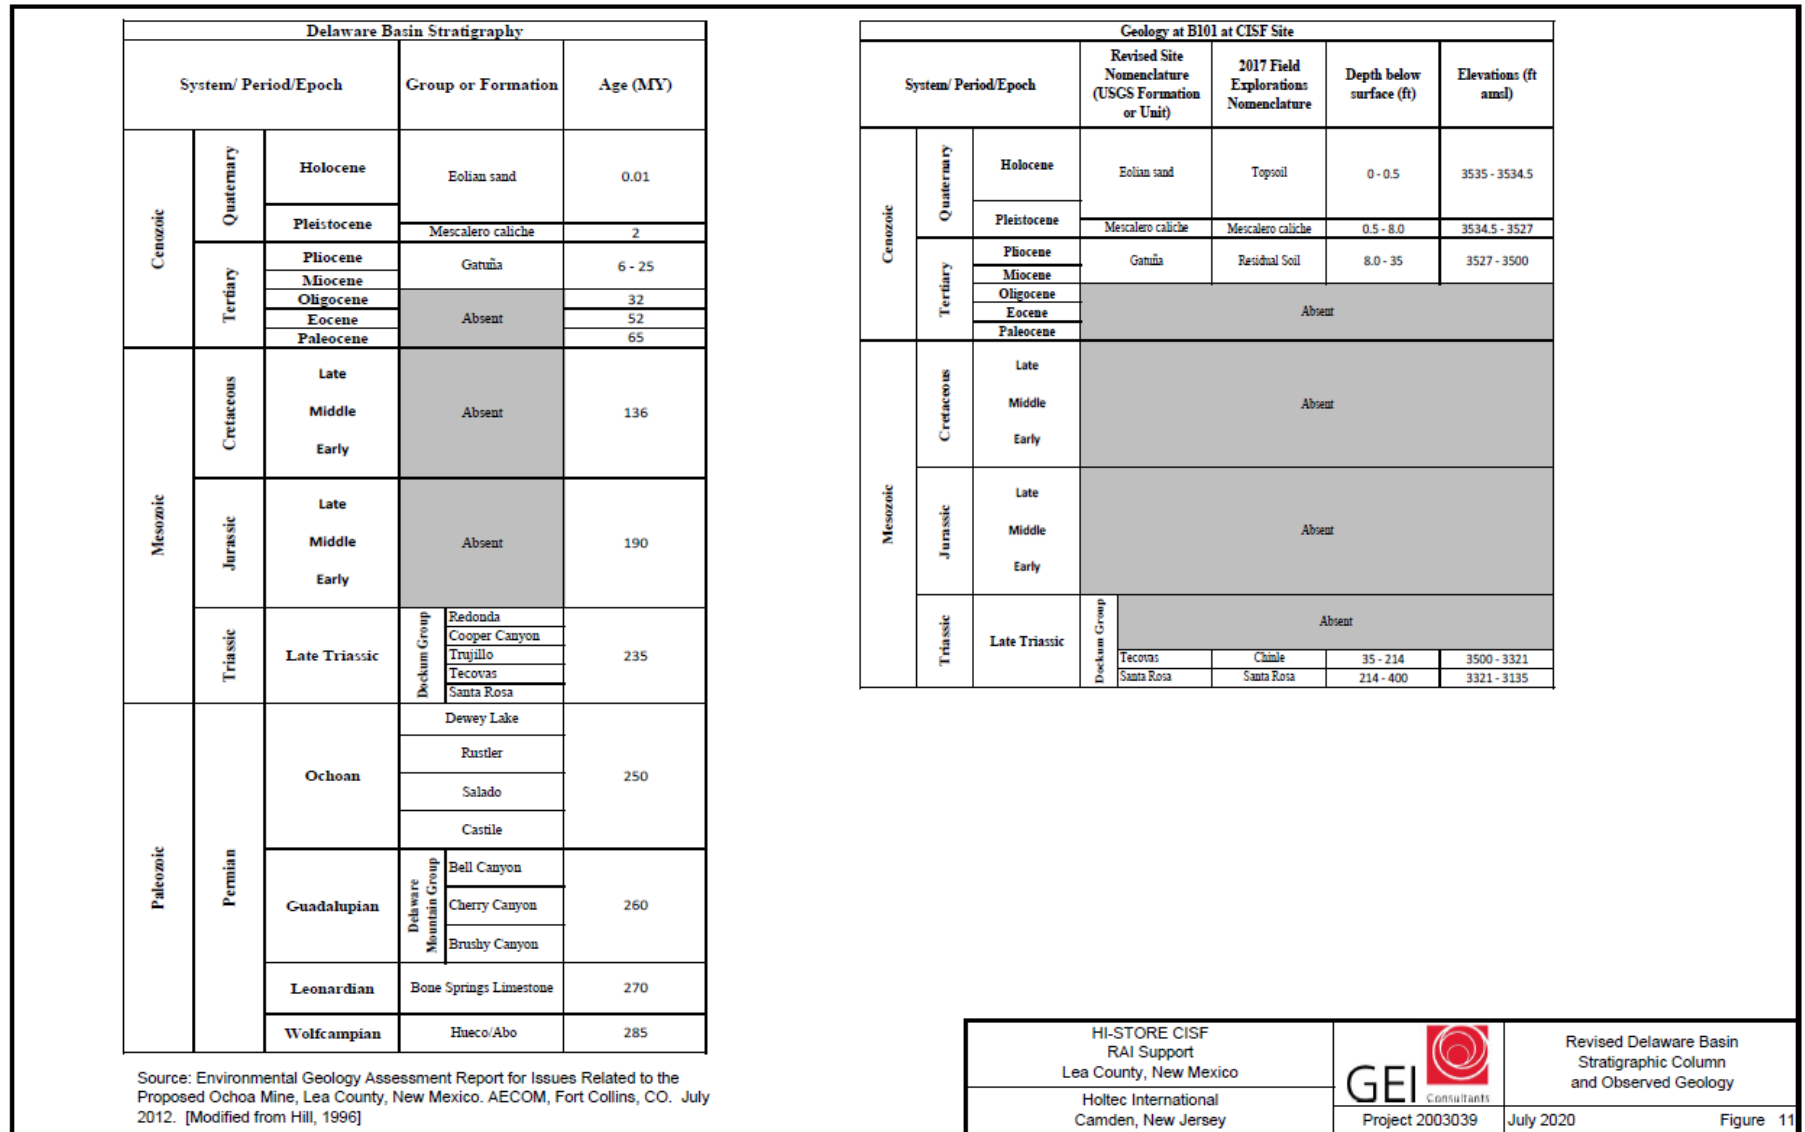 Delaware Basin Stratigraphy
System/ Period/Epoch
Group or Formation
Age (MY)
Cenozoic
Quaternary
Holocene
Eolian sand
0.01
Pleistocene
Mescalero caliche
2
Tertiary
Pliocene
Gatuña
6 - 25
Miocene
Oligocene
Absent
32
Eocene
52
Paleocene
65
Mesozoic
Cretaceous
Late
Middle
Early
Absent
136
Jurassic
Late
Middle
Early
Absent
190
Triassic
Late Triassic
Dockum Group
Redonda
Cooper Canyon
Trujillo
Tecovas
Santa Rosa
235
Paleozoic
Permian
Ochoan
Dewey Lake
Rustler
Salado
Castile
250
Guadalupian
Delaware
Mountain Group
Bell Canyon
Cherry Canyon
Brushy Canyon
260
Leonardian
Bone Springs Limestone
270
Wolfcampian
Hueco/Abo
285
Source: Environmental Geology Assessment Report for Issues Related to the
Proposed Ochoa Mine, Lea County, New Mexico. AECOM, Fort Collins, CO. July
2012. [Modified from Hill, 1996]
Geology at B101 at CISF Site
System/ Period/Epoch
Revised Site
Nomenclature
(USGS Formation
or Unit)
2017 Field
Explorations
Nomenclature
Depth below
surface (ft)
Elevations (ft
amsl)
Cenozoic
Quaternary
Holocene
Eolian sand
Topsoil
0 - 0.5
3535 - 3534.5
Pleistocene
Mescalero caliche
Mescalero caliche
0.5 - 8.0
3534.5 - 3527
Tertiary
Pliocene
Gatuña
Residual Soil
8.0 - 35
3527 - 3500
Miocene
Oligocene
Eocene
Absent
Paleocene
Mesozoic
Cretaceous
Late
Middle
Early
Absent
Jurassic
Late
Middle
Early
Absent
Triassic
Late Triassic
Dockum Group
Absent
Tecovas
Chinle
35 - 214
3500 - 3321
Santa Rosa
Santa Rosa
214 - 400
3321 - 3135
HI-STORE CISF
RAI Support
Lea County, New Mexico
Holtec International
Camden, New Jersey
GEI Consultants
Project 2003039
Revised Delaware Basin
Stratigraphic Column
and Observed Geology
July 2020
Figure 11